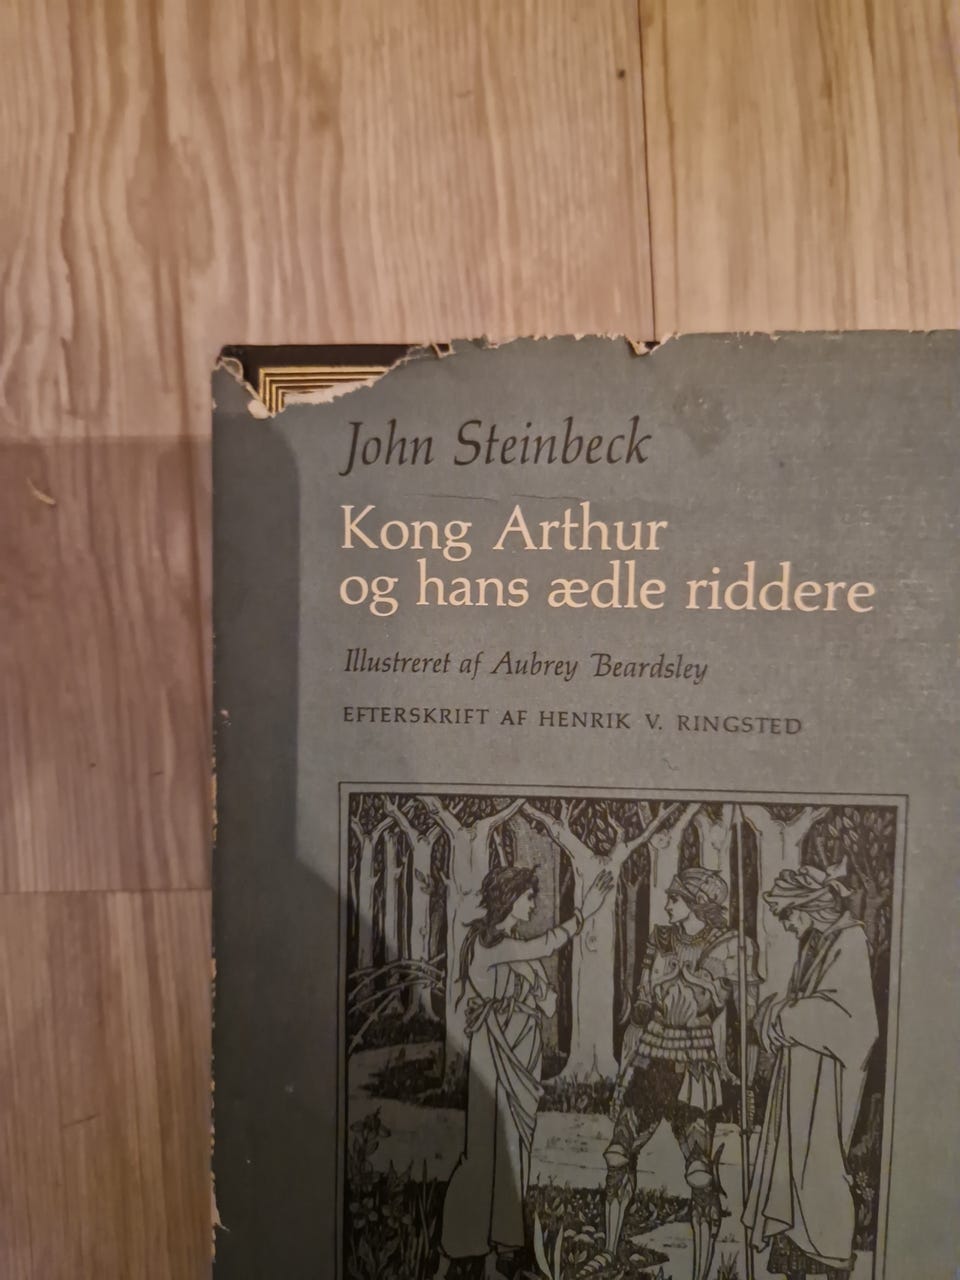 John Steinbeck
Kong Arthur
og hans ædle riddere
Illustreret af Aubrey Beardsley
EFTERSKRIFT AF HENRIK V. RINGSTED